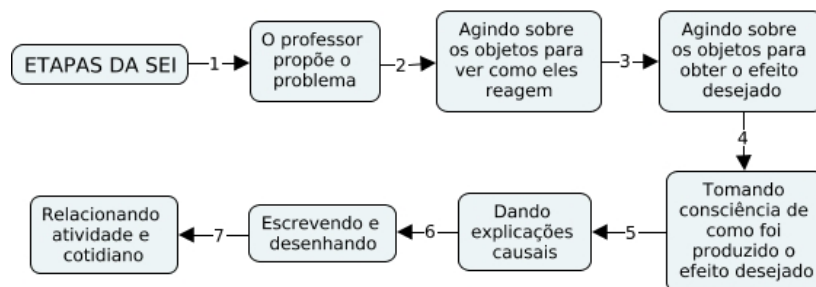 ETAPAS DA SEI
1
O professor
propõe o
problema
2
Agindo sobre
os objetos para
ver como eles
reagem
3
Agindo sobre
os objetos para
obter o efeito
desejado
4
Tomando
consciência de
como foi
produzido o
efeito desejado
5
Dando
explicações
causais
6
Escrevendo e
desenhando
7
Relacionando
atividade e
cotidiano